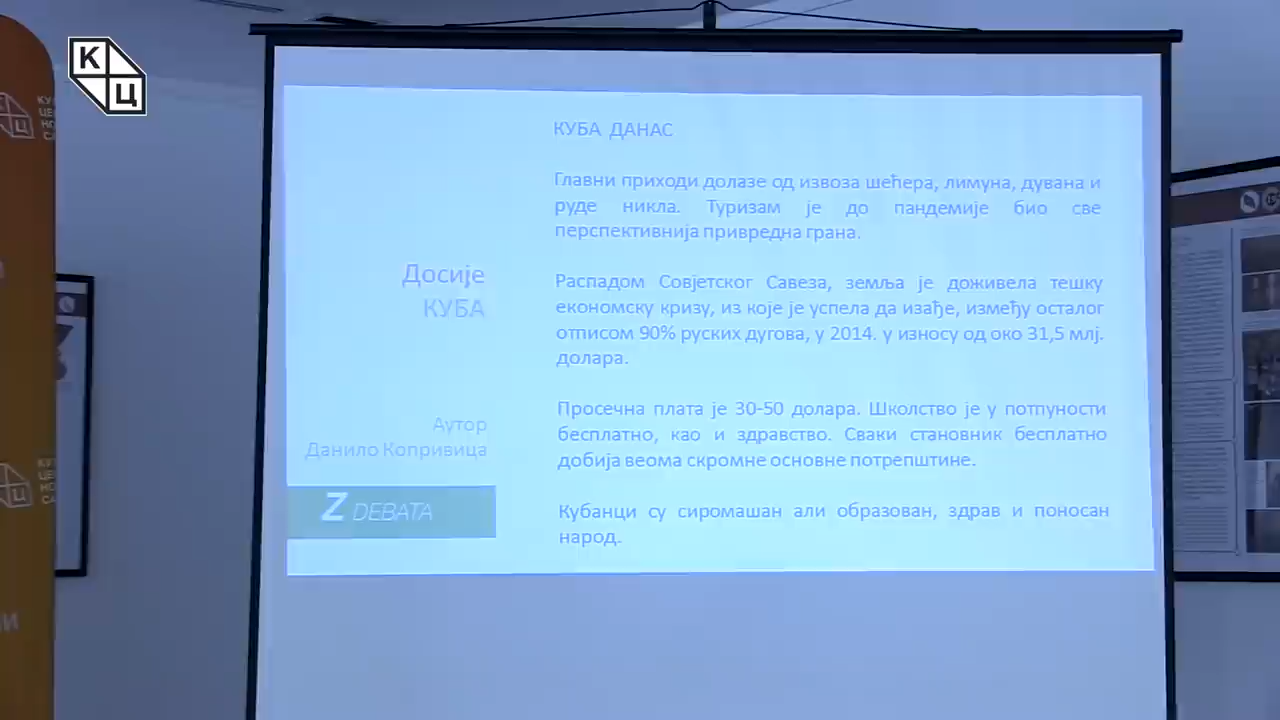 К
Ц
КУБА ДАНАС
Главни приходи долазе од извоза шећера, лимуна, дувана и
руде никла. Туризам је до пандемије био све
перспективнија привредна грана.
Распадом Совјетског Савеза, земља је доживела тешку
економску кризу, из које је успела да изађе, између осталог
отписом 90% руских дугова, у 2014. у износу од око 31,5 млј.
долара.
Просечна плата је 30-50 долара. Школство је у потпуности
бесплатно, као и здравство. Сваки становник бесплатно
добија веома скромне основне потрепштине.
Кубанци су сиромашан али образован, здрав и поносан
народ.
Досије
КУБА
Аутор
Данило Копривица
Z DEBATA